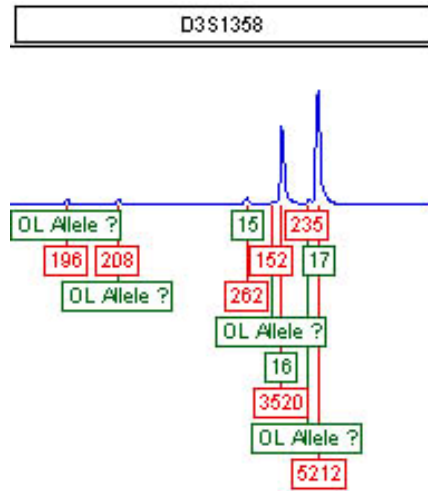 D3S1358
OL Allele ? 15 235
196 208 152 17
OL Allele ? 262
OL Allele ?
16
3520
OL Allele ?
5212